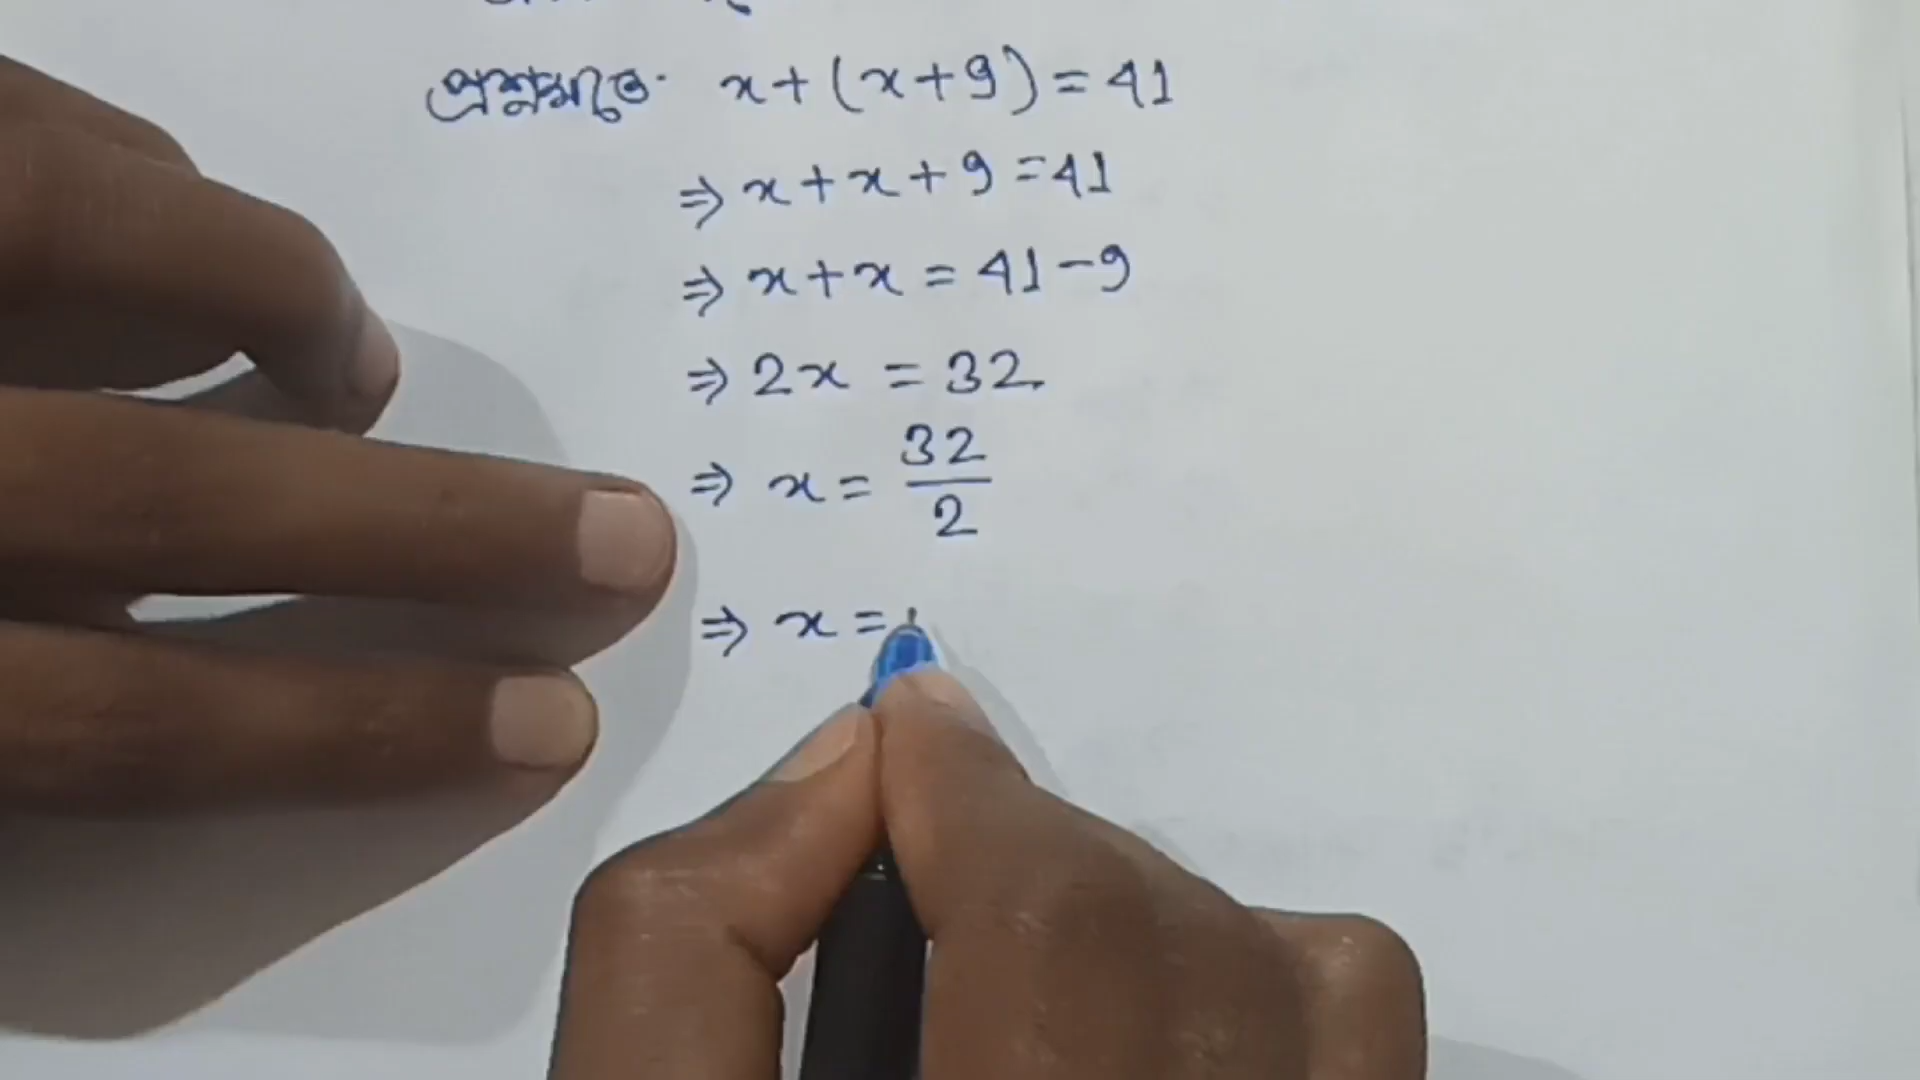 প্রশ্নমতে x + (x + 9) = 41
⇒ x + x + 9 = 41
⇒ x + x = 41 - 9
⇒ 2x = 32
⇒ x = 32/2
⇒ x =